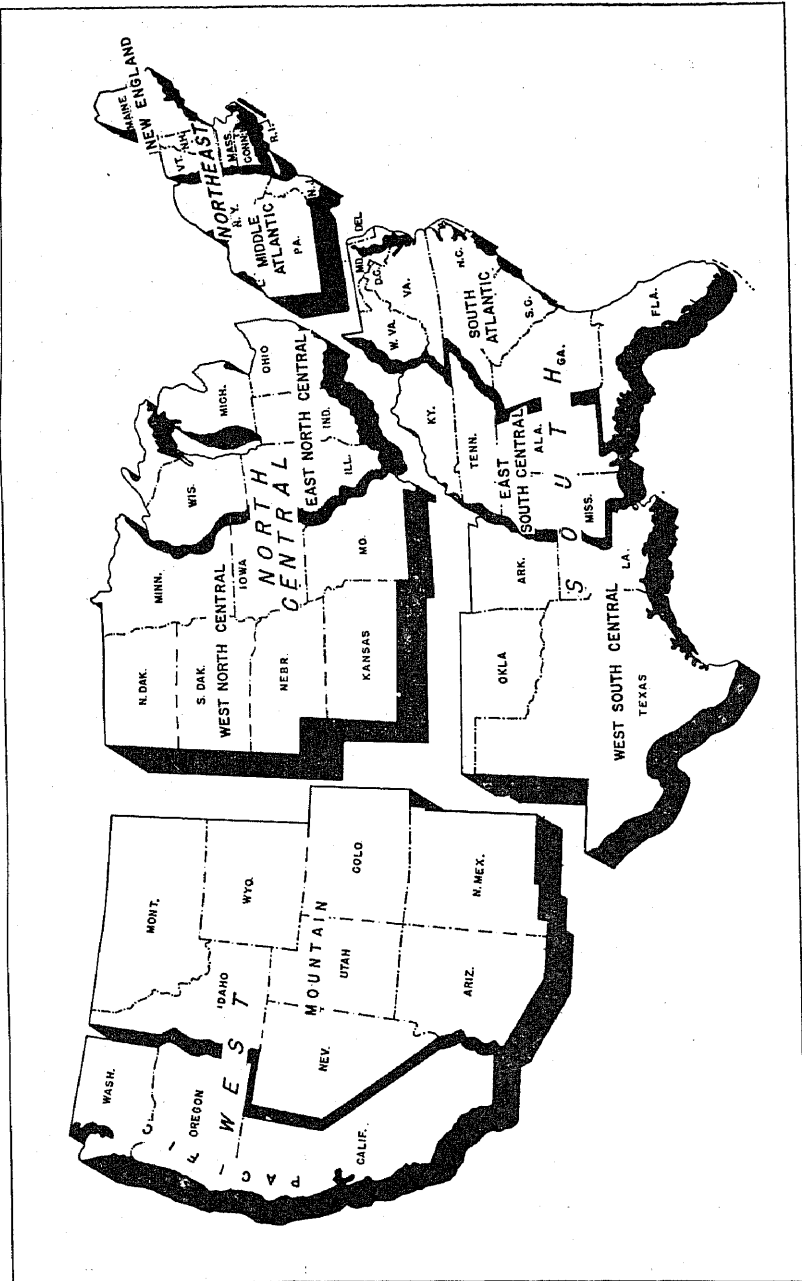 WASH.
OREGON
CALIF.
PACIFIC
WEST
MONT.
IDAHO
WYO.
NEV.
UTAH
COLO.
ARIZ.
N. MEX.
MOUNTAIN
N. DAK.
MINN.
S. DAK.
WEST NORTH CENTRAL
NEBR.
IOWA
KANSAS
MO.
NORTH
CENTRAL
WIS.
MICH.
ILL.
IND.
OHIO
EAST NORTH CENTRAL
MAINE
NEW ENGLAND
VT.
N.H.
MASS.
CONN.
R.I.
NORTHEAST
N.Y.
MIDDLE
ATLANTIC
PA.
N.J.
OKLA
ARK.
TEXAS
LA.
WEST SOUTH CENTRAL
SOUTH
KY.
TENN.
EAST
SOUTH CENTRAL
MISS.
ALA.
DEL.
MD.
D.C.
W. VA.
VA.
N.C.
SOUTH
ATLANTIC
S.C.
GA.
FLA.